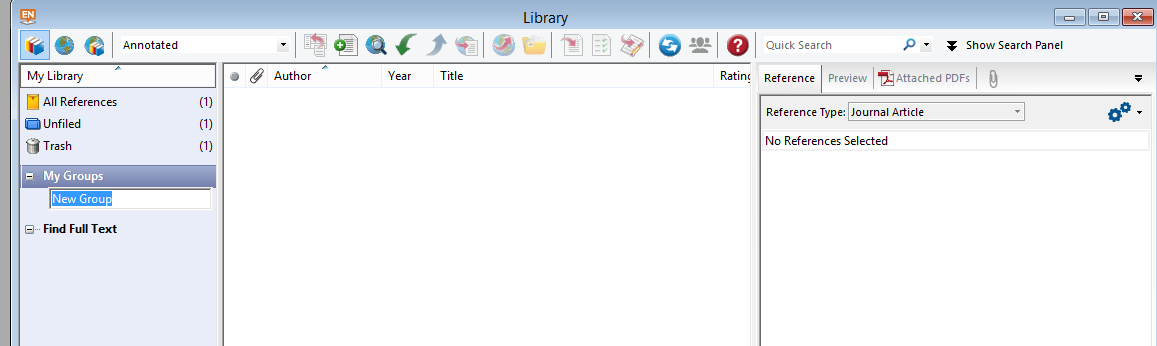 EN
Library
Annotated
Quick Search
Show Search Panel
My Library
All References (1)
Unfiled (1)
Trash (1)
My Groups
New Group
Find Full Text
Author Year Title Rating
Reference Preview Attached PDFs
Reference Type: Journal Article
No References Selected